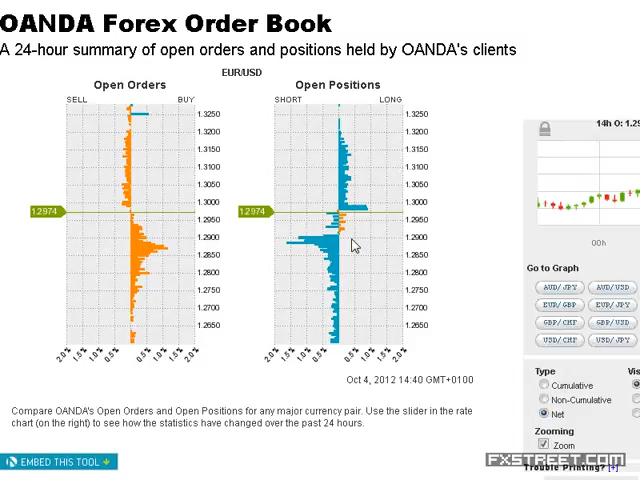 OANDA Forex Order Book
A 24-hour summary of open orders and positions held by OANDA's clients
EUR/USD
Open Orders
Open Positions
SELL
BUY
SHORT
LONG
1.3250
1.3200
1.3150
1.3100
1.3050
1.3000
1.2950
1.2900
1.2850
1.2800
1.2750
1.2700
1.2650
1.2974
2.0%
1.5%
1.0%
0.5%
0.5%
1.0%
1.5%
2.0%
1.3250
1.3200
1.3150
1.3100
1.3050
1.3000
1.2950
1.2900
1.2850
1.2800
1.2750
1.2700
1.2650
1.2974
2.0%
1.5%
1.0%
0.5%
0.5%
1.0%
1.5%
2.0%
Oct 4, 2012 14:40 GMT+0100
Compare OANDA's Open Orders and Open Positions for any major currency pair. Use the slider in the rate
chart (on the right) to see how the statistics have changed over the past 24 hours.
EMBED THIS TOOL
14h O: 1.29
00h
Go to Graph
AUD/JPY
AUD/USD
EUR/GBP
EUR/JPY
GBP/CHF
GBP/USD
USD/CHF
USD/JPY
Type
Vis
Cumulative
Non-Cumulative
Net
Zooming
Zoom
FXSTREET.COM
Trouble Printing? [+]